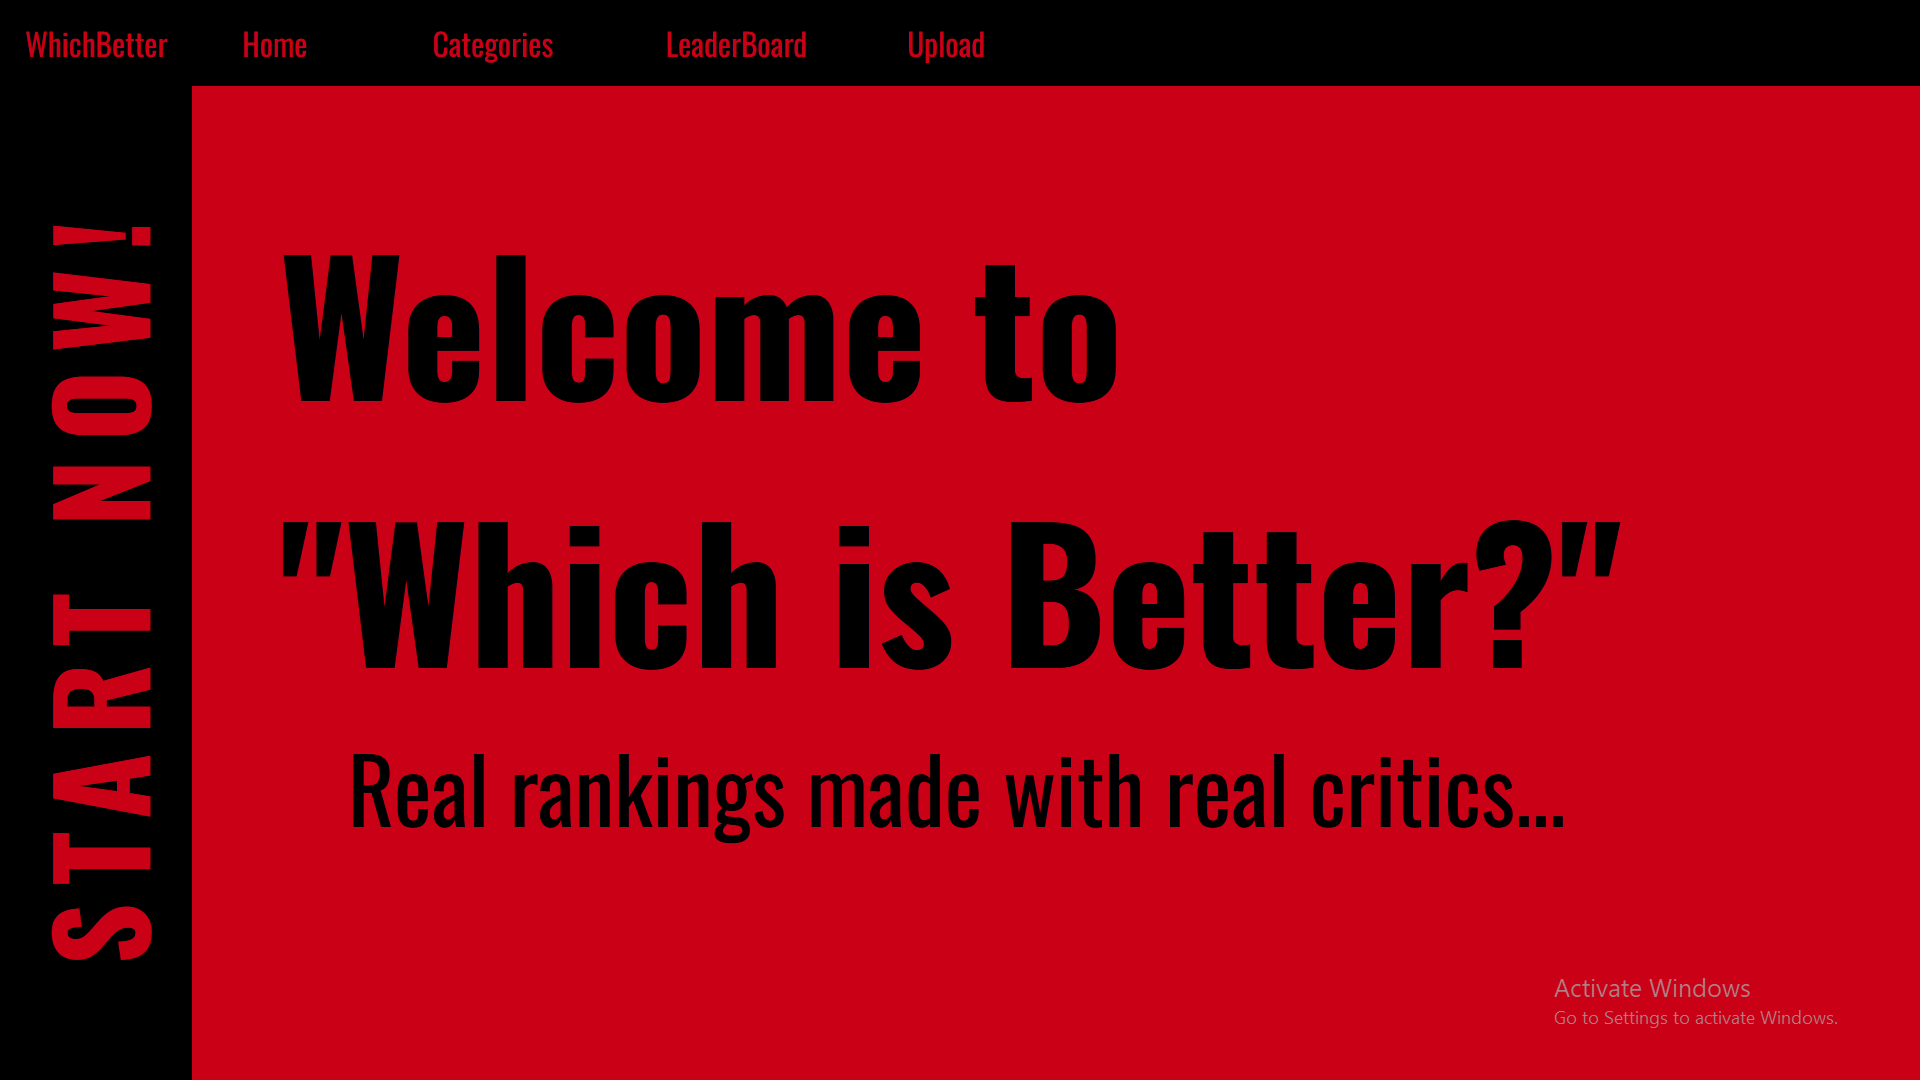 WhichBetter Home Categories LeaderBoard Upload
START NOW!
Welcome to
"Which is Better?"
Real rankings made with real critics...
Activate Windows
Go to Settings to activate Windows.